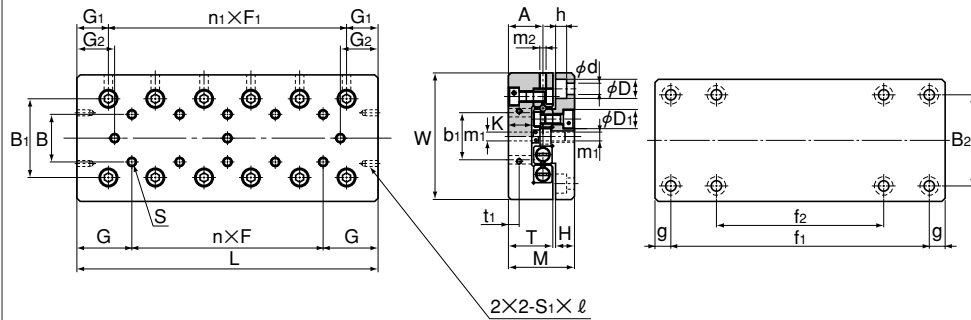 G1
n1×F1
G1
G2
G2
B1
B
S
G
n×F
G
L
2×2-S1×ℓ
A
h
m2
φd
φD
φD1
W
b1
K
m1
m1
t1
T
H
M
B2
g
f2
f1
g